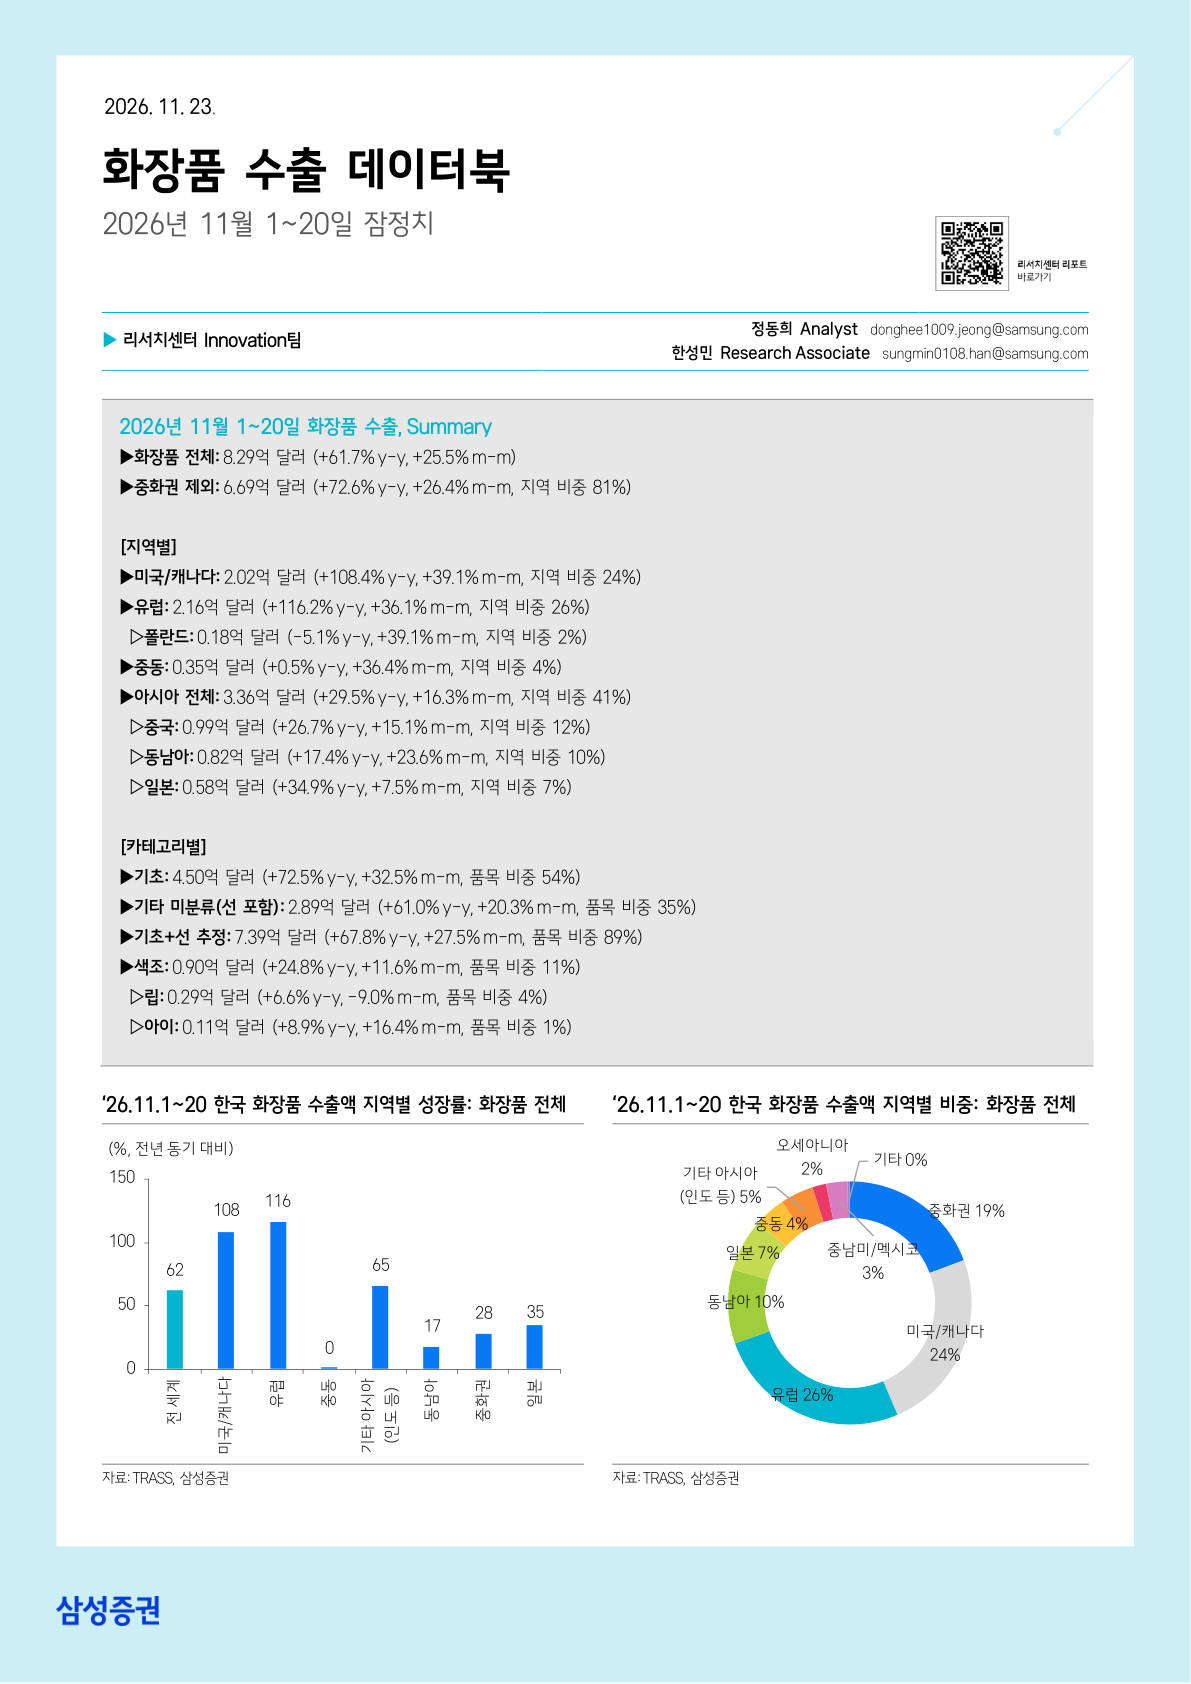 2026. 11. 23.
화장품 수출 데이터북
2026년 11월 1~20일 잠정치
리서치센터 리포트
바로가기
▶ 리서치센터 Innovation팀
정동희 Analyst donghee1009.jeong@samsung.com
한성민 Research Associate sungmin0108.han@samsung.com
2026년 11월 1~20일 화장품 수출, Summary
▶화장품 전체: 8.29억 달러 (+61.7% y-y, +25.5% m-m)
▶중화권 제외: 6.69억 달러 (+72.6% y-y, +26.4% m-m, 지역 비중 81%)
[지역별]
▶미국/캐나다: 2.02억 달러 (+108.4% y-y, +39.1% m-m, 지역 비중 24%)
▶유럽: 2.16억 달러 (+116.2% y-y, +36.1% m-m, 지역 비중 26%)
▷폴란드: 0.18억 달러 (-5.1% y-y, +39.1% m-m, 지역 비중 2%)
▶중동: 0.35억 달러 (+0.5% y-y, +36.4% m-m, 지역 비중 4%)
▶아시아 전체: 3.36억 달러 (+29.5% y-y, +16.3% m-m, 지역 비중 41%)
▷중국: 0.99억 달러 (+26.7% y-y, +15.1% m-m, 지역 비중 12%)
▷동남아: 0.82억 달러 (+17.4% y-y, +23.6% m-m, 지역 비중 10%)
▷일본: 0.58억 달러 (+34.9% y-y, +7.5% m-m, 지역 비중 7%)
[카테고리별]
▶기초: 4.50억 달러 (+72.5% y-y, +32.5% m-m, 품목 비중 54%)
▶기타 미분류(선 포함): 2.89억 달러 (+61.0% y-y, +20.3% m-m, 품목 비중 35%)
▶기초+선 추정: 7.39억 달러 (+67.8% y-y, +27.5% m-m, 품목 비중 89%)
▶색조: 0.90억 달러 (+24.8% y-y, +11.6% m-m, 품목 비중 11%)
▷립: 0.29억 달러 (+6.6% y-y, -9.0% m-m, 품목 비중 4%)
▷아이: 0.11억 달러 (+8.9% y-y, +16.4% m-m, 품목 비중 1%)
‘26.11.1~20 한국 화장품 수출액 지역별 성장률: 화장품 전체
(%, 전년 동기 대비)
150
100
50
0
62
108
116
0
65
17
28
35
전 세계
미국/캐나다
유럽
중동
기타 아시아
(인도 등)
동남아
중화권
일본
자료: TRASS, 삼성증권
‘26.11.1~20 한국 화장품 수출액 지역별 비중: 화장품 전체
오세아니아
2%
기타 0%
기타 아시아
(인도 등) 5%
중화권 19%
중동 4%
일본 7%
중남미/멕시코
3%
동남아 10%
미국/캐나다
24%
유럽 26%
자료: TRASS, 삼성증권
삼성증권